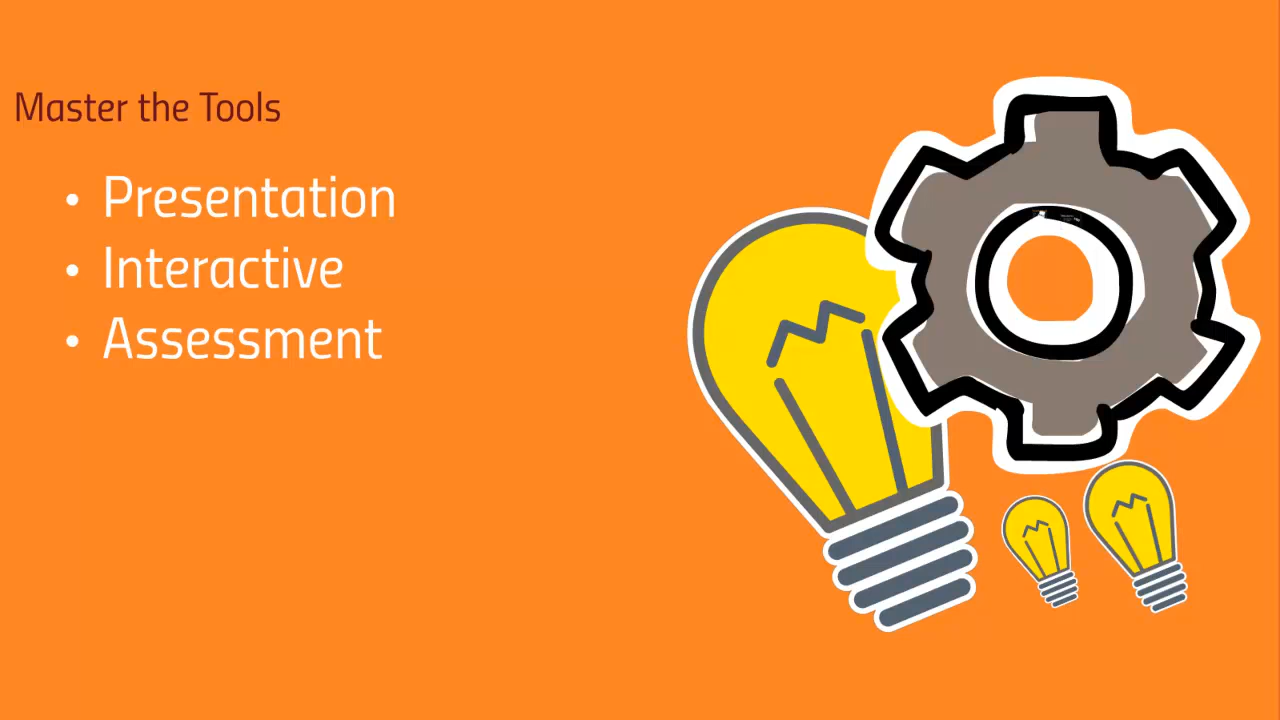 Master the Tools
• Presentation
• Interactive
• Assessment